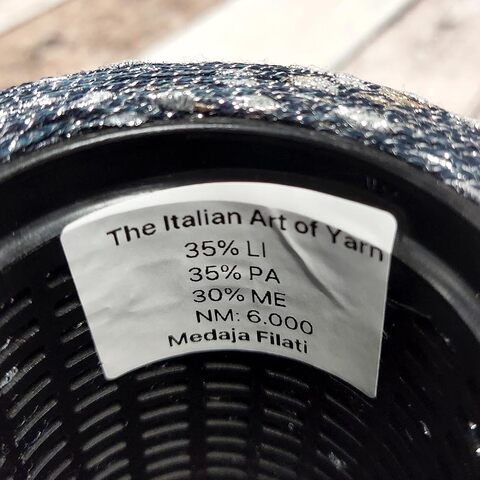 The Italian Art of Yarn
35% LI
35% PA
30% ME
NM: 6.000
Medaja Filati